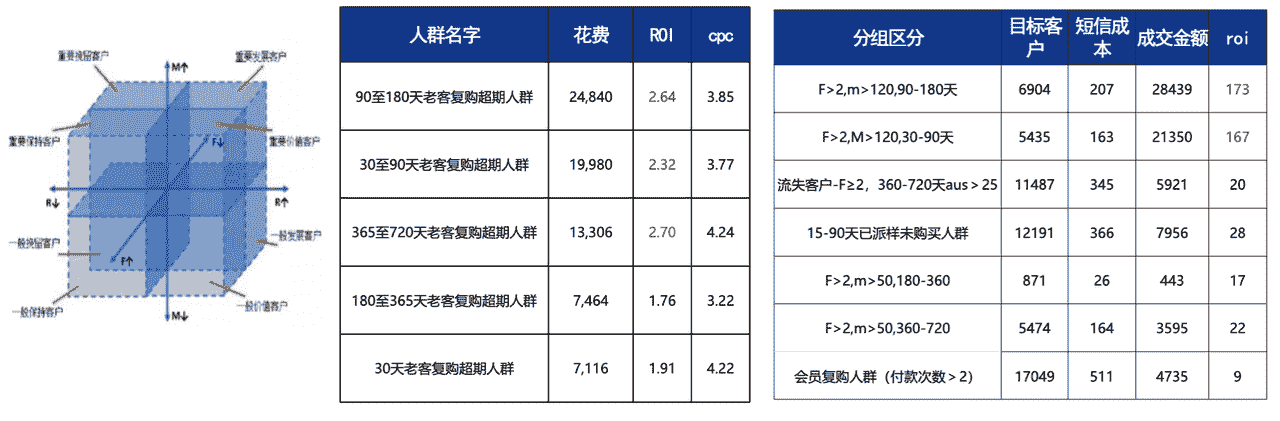 重要挽留客户
重要发展客户
M↑
重要保持客户
F↓
重要价值客户
R↓
R↑
一般挽留客户
一般发展客户
F↑
一般保持客户
一般价值客户
M↓
人群名字 花费 ROI cpc
90至180天老客复购超期人群 24,840 2.64 3.85
30至90天老客复购超期人群 19,980 2.32 3.77
365至720天老客复购超期人群 13,306 2.70 4.24
180至365天老客复购超期人群 7,464 1.76 3.22
30天老客复购超期人群 7,116 1.91 4.22
分组区分 目标客户 短信成本 成交金额 roi
F>2,m>120,90-180天 6904 207 28439 173
F>2,M>120,30-90天 5435 163 21350 167
流失客户-F≥2，360-720天aus＞25 11487 345 5921 20
15-90天已派样未购买人群 12191 366 7956 28
F>2,m>50,180-360 871 26 443 17
F>2,m>50,360-720 5474 164 3595 22
会员复购人群（付款次数＞2） 17049 511 4735 9